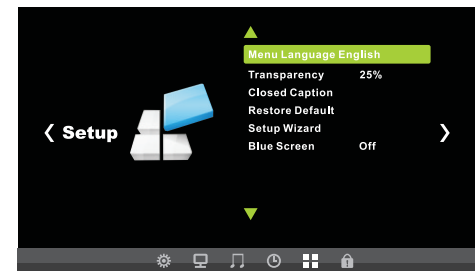 Menu Language English
Transparency 25%
Closed Caption
Restore Default
Setup Wizard
Blue Screen Off
Setup